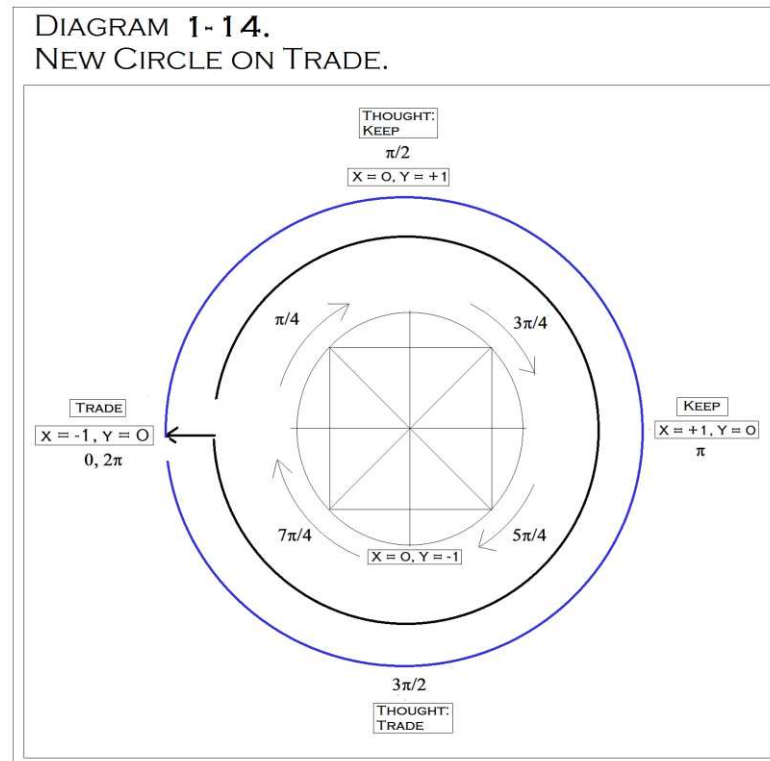 DIAGRAM 1-14.
NEW CIRCLE ON TRADE.
THOUGHT:
KEEP
π/2
X = 0, Y = +1
π/4
3π/4
TRADE
X = -1, Y = 0
0, 2π
KEEP
X = +1, Y = 0
π
7π/4
5π/4
X = 0, Y = -1
3π/2
THOUGHT:
TRADE